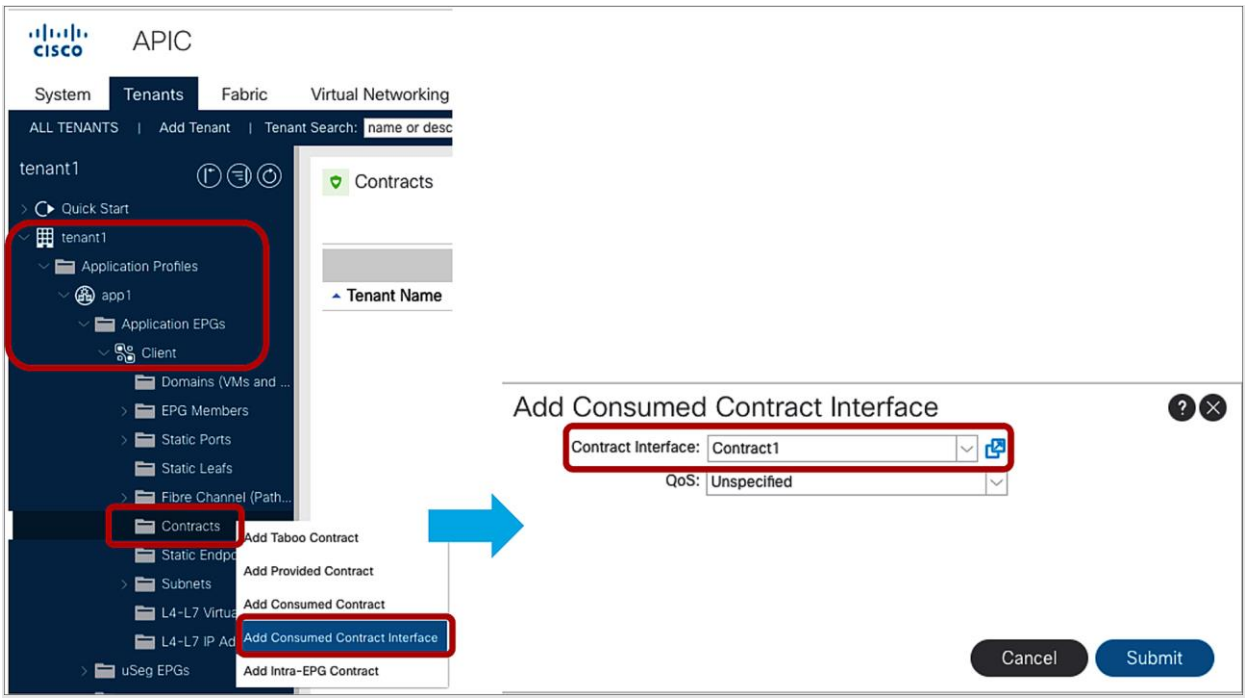 CISCO
APIC
System Tenants Fabric Virtual Networking
ALL TENANTS | Add Tenant | Tenant Search: name or desc
tenant1
Contracts
Quick Start
tenant1
Application Profiles
app1
Tenant Name
Application EPGs
Client
Domains (VMs and ...
EPG Members
Static Ports
Static Leafs
Fibre Channel (Path...
Contracts
Static Endpo
Subnets
L4-L7 Virtua
L4-L7 IP Ad
uSeg EPGs
Add Taboo Contract
Add Provided Contract
Add Consumed Contract
Add Consumed Contract Interface
Add Intra-EPG Contract
Add Consumed Contract Interface
?
Contract Interface: Contract1
QoS: Unspecified
Cancel Submit